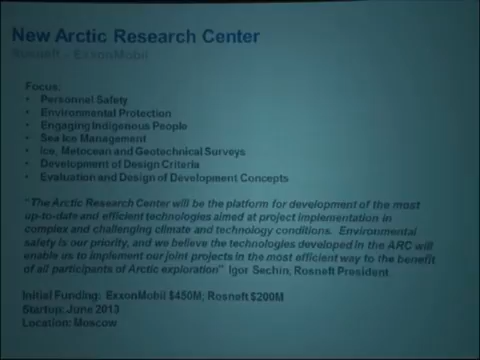 New Arctic Research Center
Rosneft - ExxonMobil
Focus:
• Personnel Safety
• Environmental Protection
• Engaging Indigenous People
• Sea Ice Management
• Ice, Metocean and Geotechnical Surveys
• Development of Design Criteria
• Evaluation and Design of Development Concepts
"The Arctic Research Center will be the platform for development of the most
up-to-date and efficient technologies aimed at project implementation in
complex and challenging climate and technology conditions. Environmental
safety is our priority, and we believe the technologies developed in the ARC will
enable us to implement our joint projects in the most efficient way to the benefit
of all participants of Arctic exploration" Igor Sechin, Rosneft President
Initial Funding: ExxonMobil $450M; Rosneft $200M
Startup: June 2013
Location: Moscow